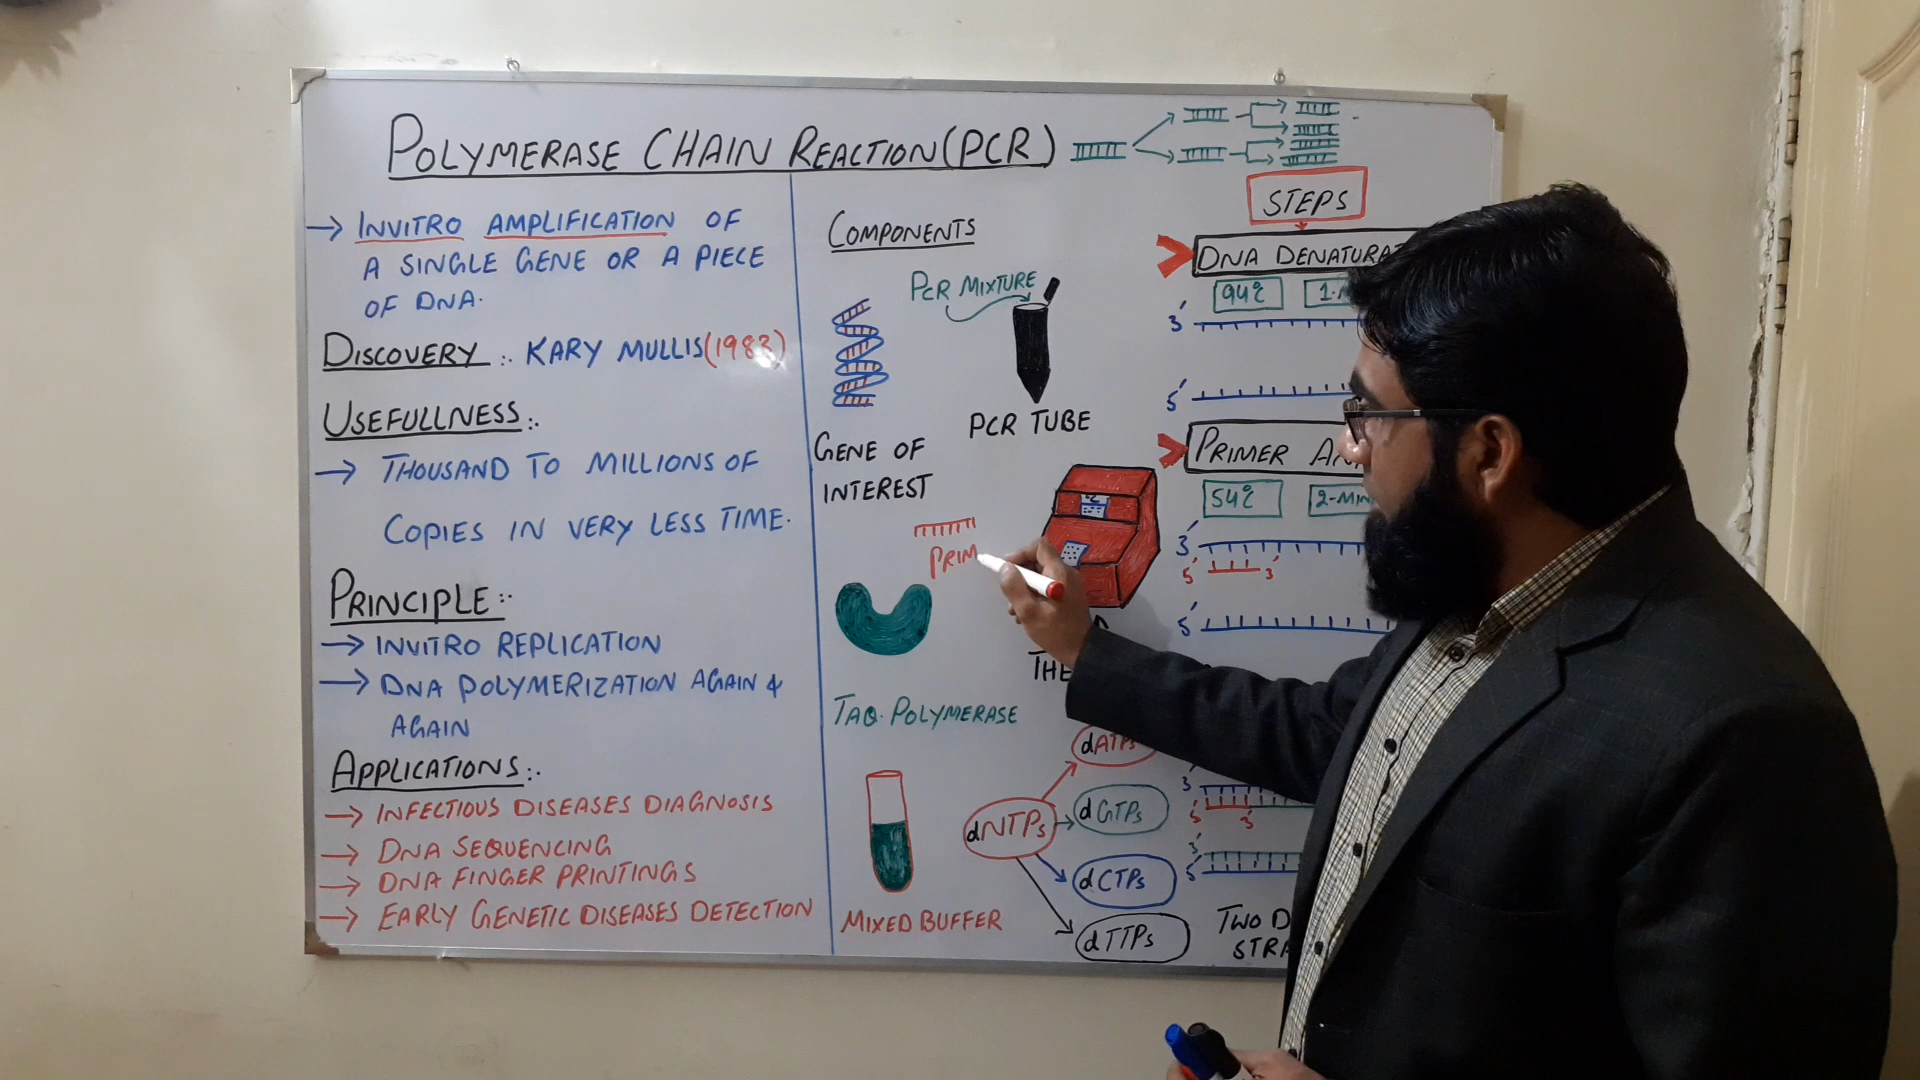 POLYMERASE CHAIN REACTION (PCR)
→ INVITRO AMPLIFICATION OF
A SINGLE GENE OR A PIECE
OF DNA.
DISCOVERY :. KARY MULLIS (1983)
USEFULLNESS :.
→ THOUSAND TO MILLIONS OF
COPIES IN VERY LESS TIME.
PRINCIPLE :.
→ INVITRO REPLICATION
→ DNA POLYMERIZATION AGAIN &
AGAIN
APPLICATIONS :.
→ INFECTIOUS DISEASES DIAGNOSIS
→ DNA SEQUENCING
→ DNA FINGER PRINTINGS
→ EARLY GENETIC DISEASES DETECTION
COMPONENTS
PCR MIXTURE
PCR TUBE
GENE OF
INTEREST
PRIM
°C
THE
TAQ. POLYMERASE
MIXED BUFFER
dNTPs
dATPs
dGTPs
dCTPs
dTTPs
STEPS
DNA DENATURAT
94°C 1.M
3´
5´
PRIMER AN
54°C 2-MIN
3´
5´ 3´
5´
3´
5´ 3´
3´
5´
TWO D
STRA